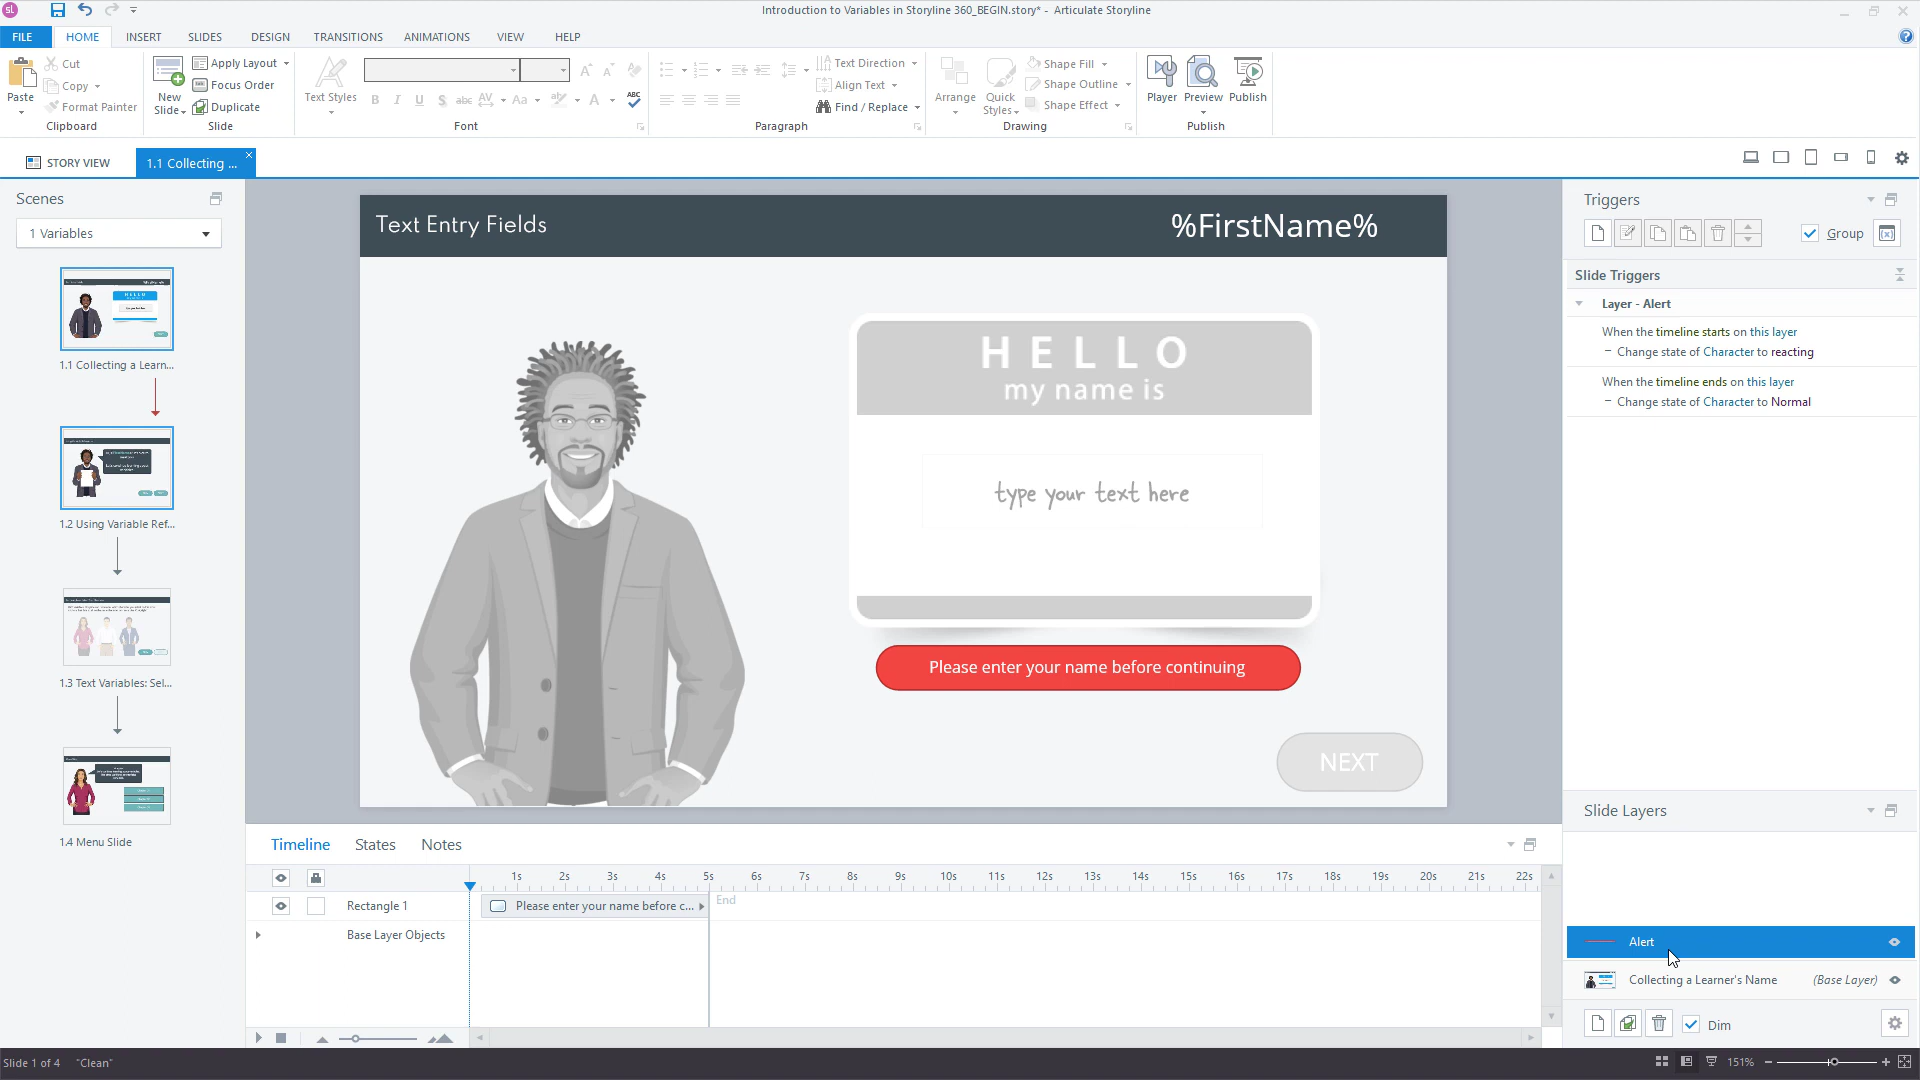 Introduction to Variables in Storyline 360_BEGIN.story* - Articulate Storyline
FILE HOME INSERT SLIDES DESIGN TRANSITIONS ANIMATIONS VIEW HELP
Paste
Cut
Copy
Format Painter
Clipboard
New Slide
Apply Layout
Focus Order
Duplicate
Slide
Text Styles
B I U S abc AV Aa A ABC
Font
Text Direction
Align Text
Find / Replace
Paragraph
Arrange
Quick Styles
Shape Fill
Shape Outline
Shape Effect
Drawing
Player
Preview
Publish
Publish
STORY VIEW
1.1 Collecting ...
Scenes
1 Variables
1.1 Collecting a Learn...
1.2 Using Variable Ref...
1.3 Text Variables: Sel...
1.4 Menu Slide
Text Entry Fields
%FirstName%
HELLO
my name is
type your text here
Please enter your name before continuing
NEXT
Timeline States Notes
1s 2s 3s 4s 5s 6s 7s 8s 9s 10s 11s 12s 13s 14s 15s 16s 17s 18s 19s 20s 21s 22s
Rectangle 1
Please enter your name before c...
End
Base Layer Objects
Triggers
Group
Slide Triggers
Layer - Alert
When the timeline starts on this layer
– Change state of Character to reacting
When the timeline ends on this layer
– Change state of Character to Normal
Slide Layers
Alert
Collecting a Learner's Name (Base Layer)
Dim
Slide 1 of 4 "Clean"
151%